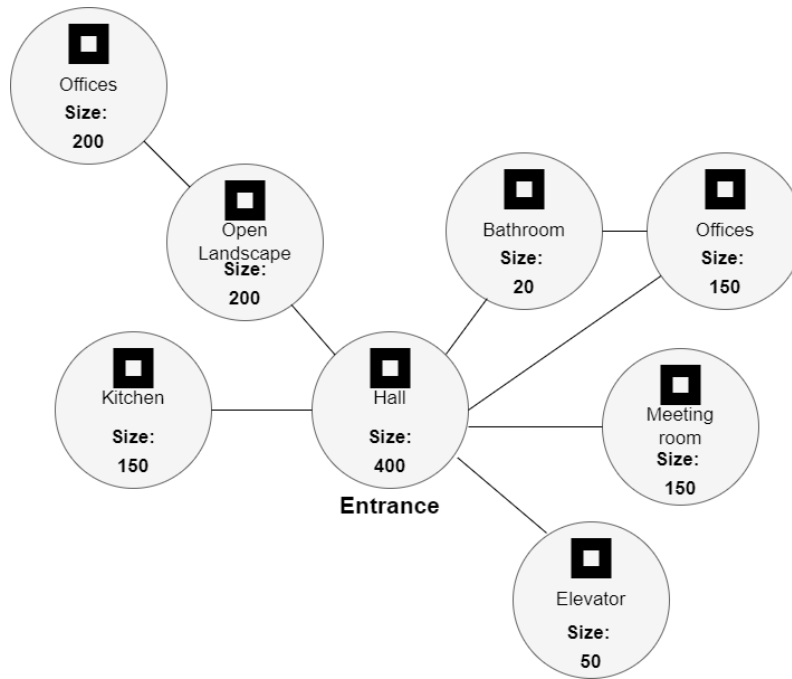 Offices
Size:
200
Open
Landscape
Size:
200
Bathroom
Size:
20
Offices
Size:
150
Kitchen
Size:
150
Hall
Size:
400
Entrance
Meeting
room
Size:
150
Elevator
Size:
50